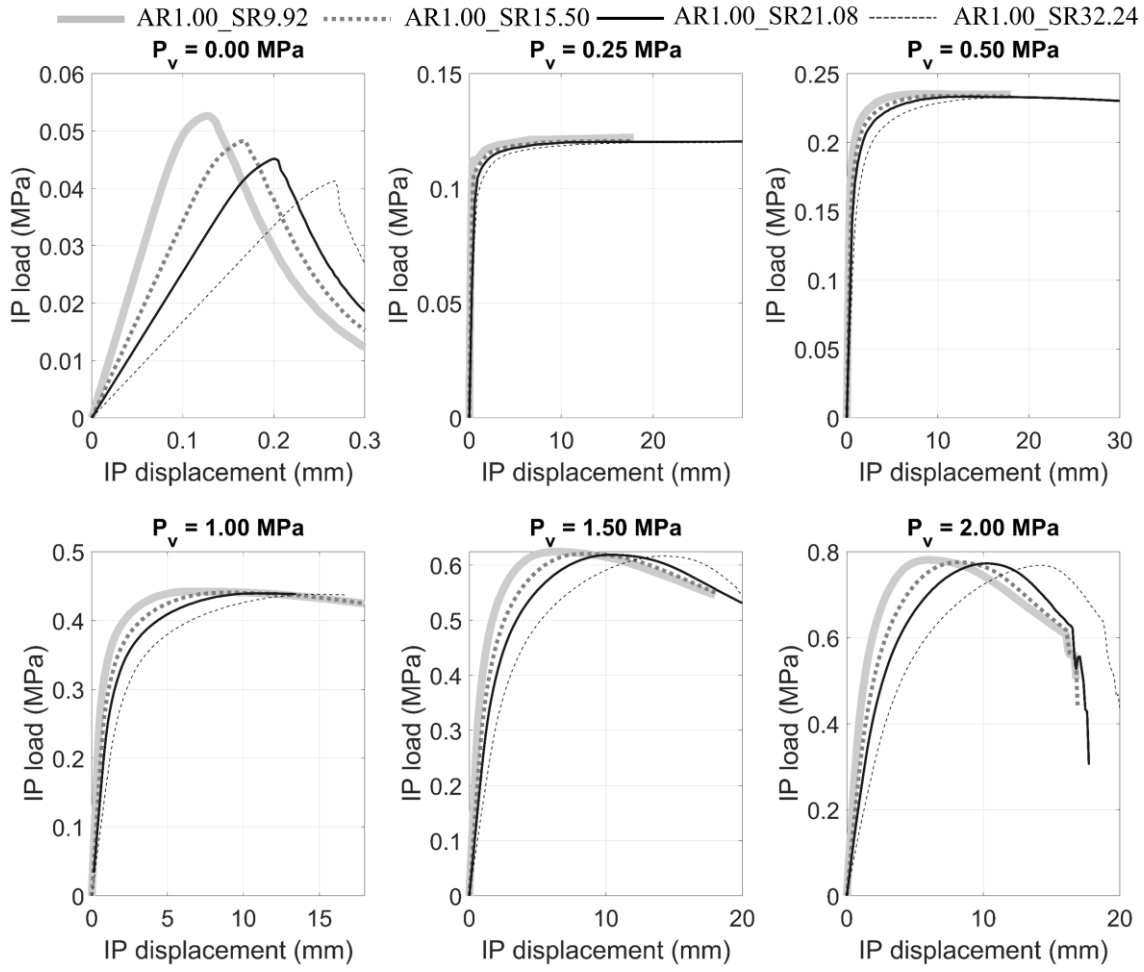 AR1.00_SR9.92 AR1.00_SR15.50 AR1.00_SR21.08 AR1.00_SR32.24
P_v = 0.00 MPa
0.06
0.05
0.04
0.03
0.02
0.01
0
0 0.1 0.2 0.3
IP load (MPa)
IP displacement (mm)
P_v = 0.25 MPa
0.15
0.1
0.05
0
0 10 20
IP load (MPa)
IP displacement (mm)
P_v = 0.50 MPa
0.25
0.2
0.15
0.1
0.05
0
0 10 20 30
IP load (MPa)
IP displacement (mm)
P_v = 1.00 MPa
0.5
0.4
0.3
0.2
0.1
0
0 5 10 15
IP load (MPa)
IP displacement (mm)
P_v = 1.50 MPa
0.6
0.5
0.4
0.3
0.2
0.1
0
0 10 20
IP load (MPa)
IP displacement (mm)
P_v = 2.00 MPa
0.8
0.6
0.4
0.2
0
0 10 20
IP load (MPa)
IP displacement (mm)